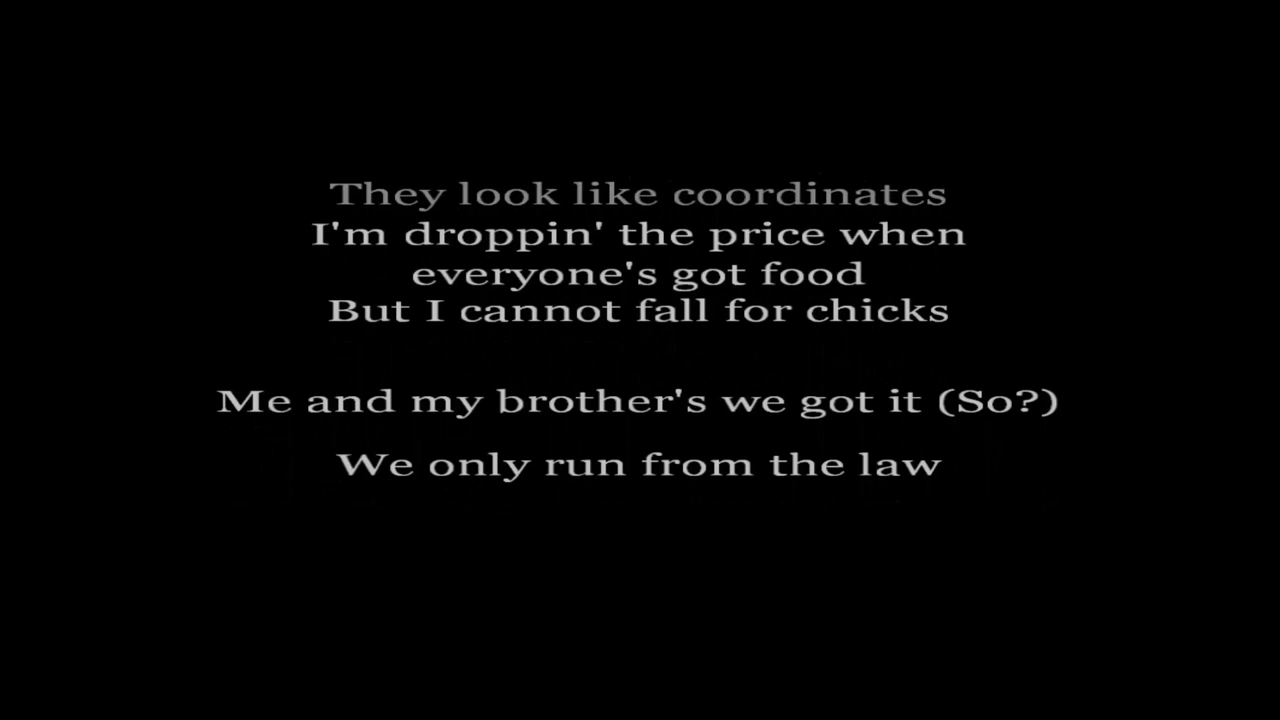 They look like coordinates
I'm droppin' the price when
everyone's got food
But I cannot fall for chicks
Me and my brother's we got it (So?)
We only run from the law